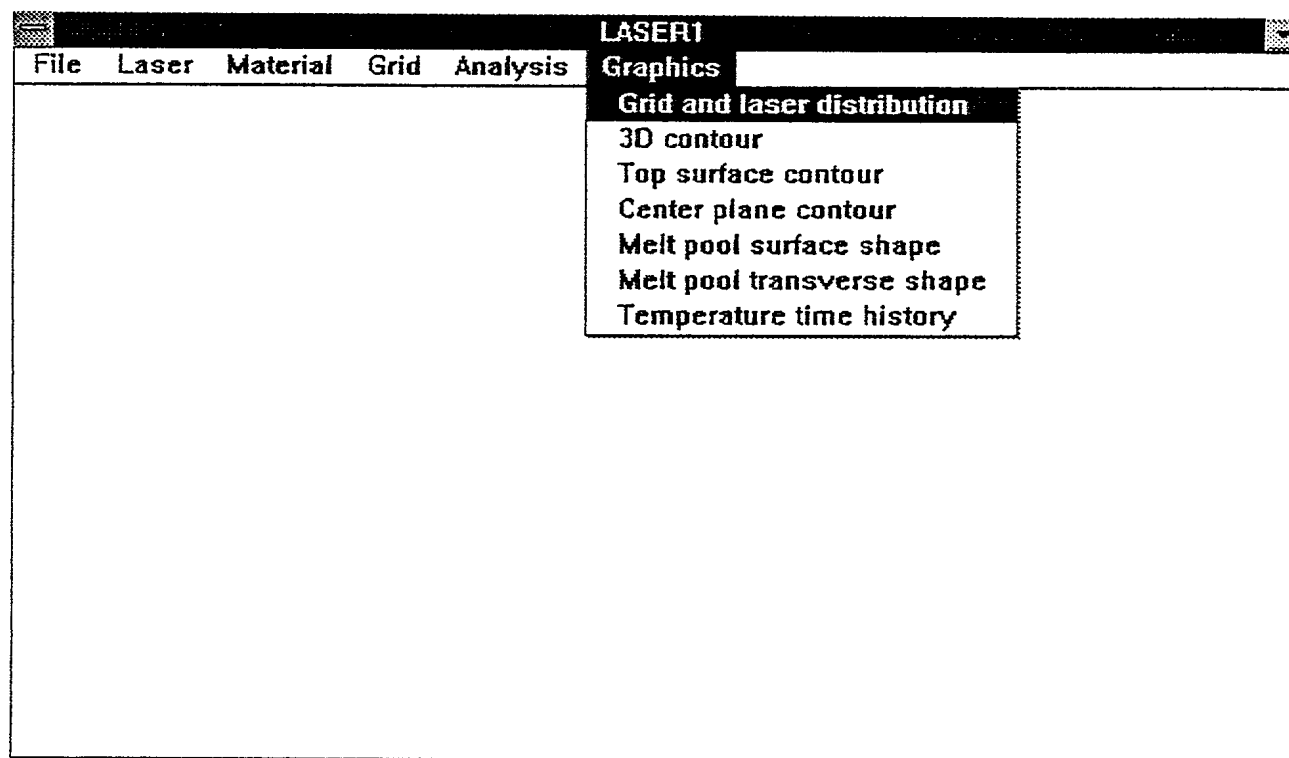 LASER1
File Laser Material Grid Analysis Graphics
Grid and laser distribution
3D contour
Top surface contour
Center plane contour
Melt pool surface shape
Melt pool transverse shape
Temperature time history